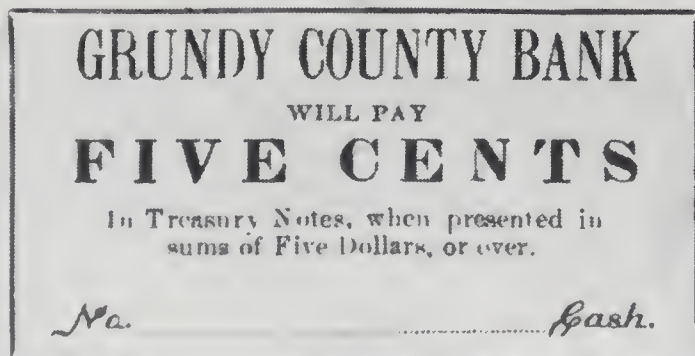 GRUNDY COUNTY BANK
WILL PAY
FIVE CENTS
In Treasury Notes, when presented in
sums of Five Dollars, or over.
No. Cash.